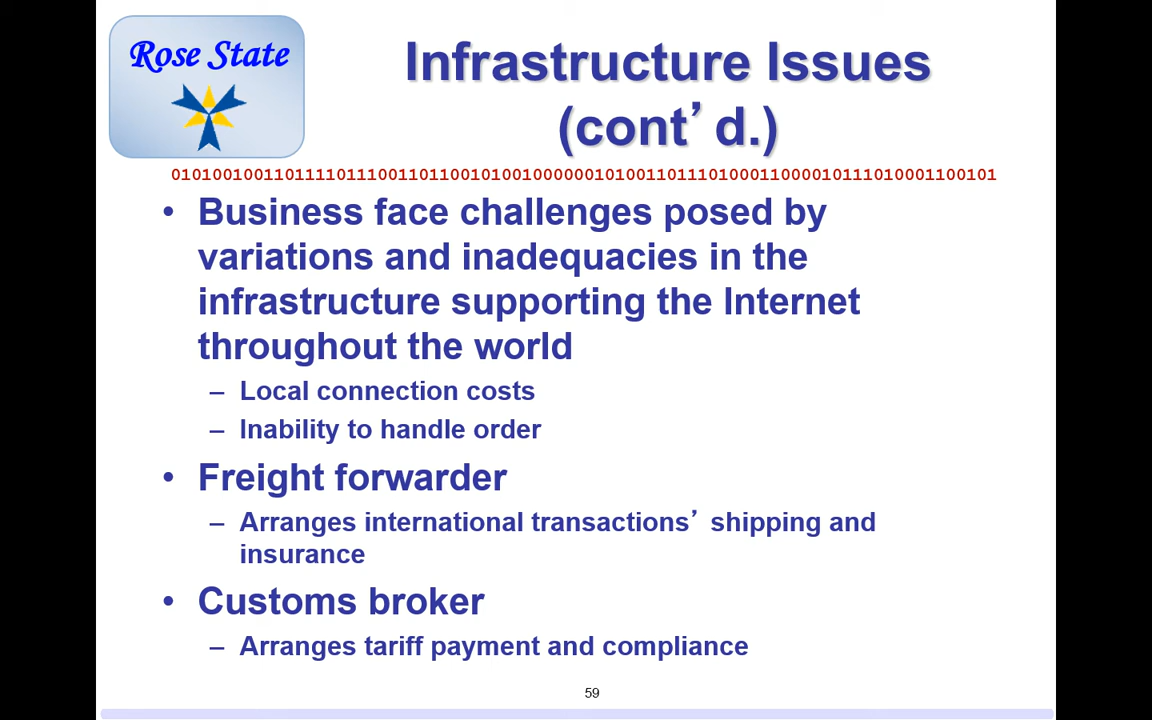 Rose State
Infrastructure Issues
(cont’d.)
01010010011011110111001101100101001000000101001101110100011000010111010001100101
• Business face challenges posed by
variations and inadequacies in the
infrastructure supporting the Internet
throughout the world
– Local connection costs
– Inability to handle order
• Freight forwarder
– Arranges international transactions’ shipping and
insurance
• Customs broker
– Arranges tariff payment and compliance
59